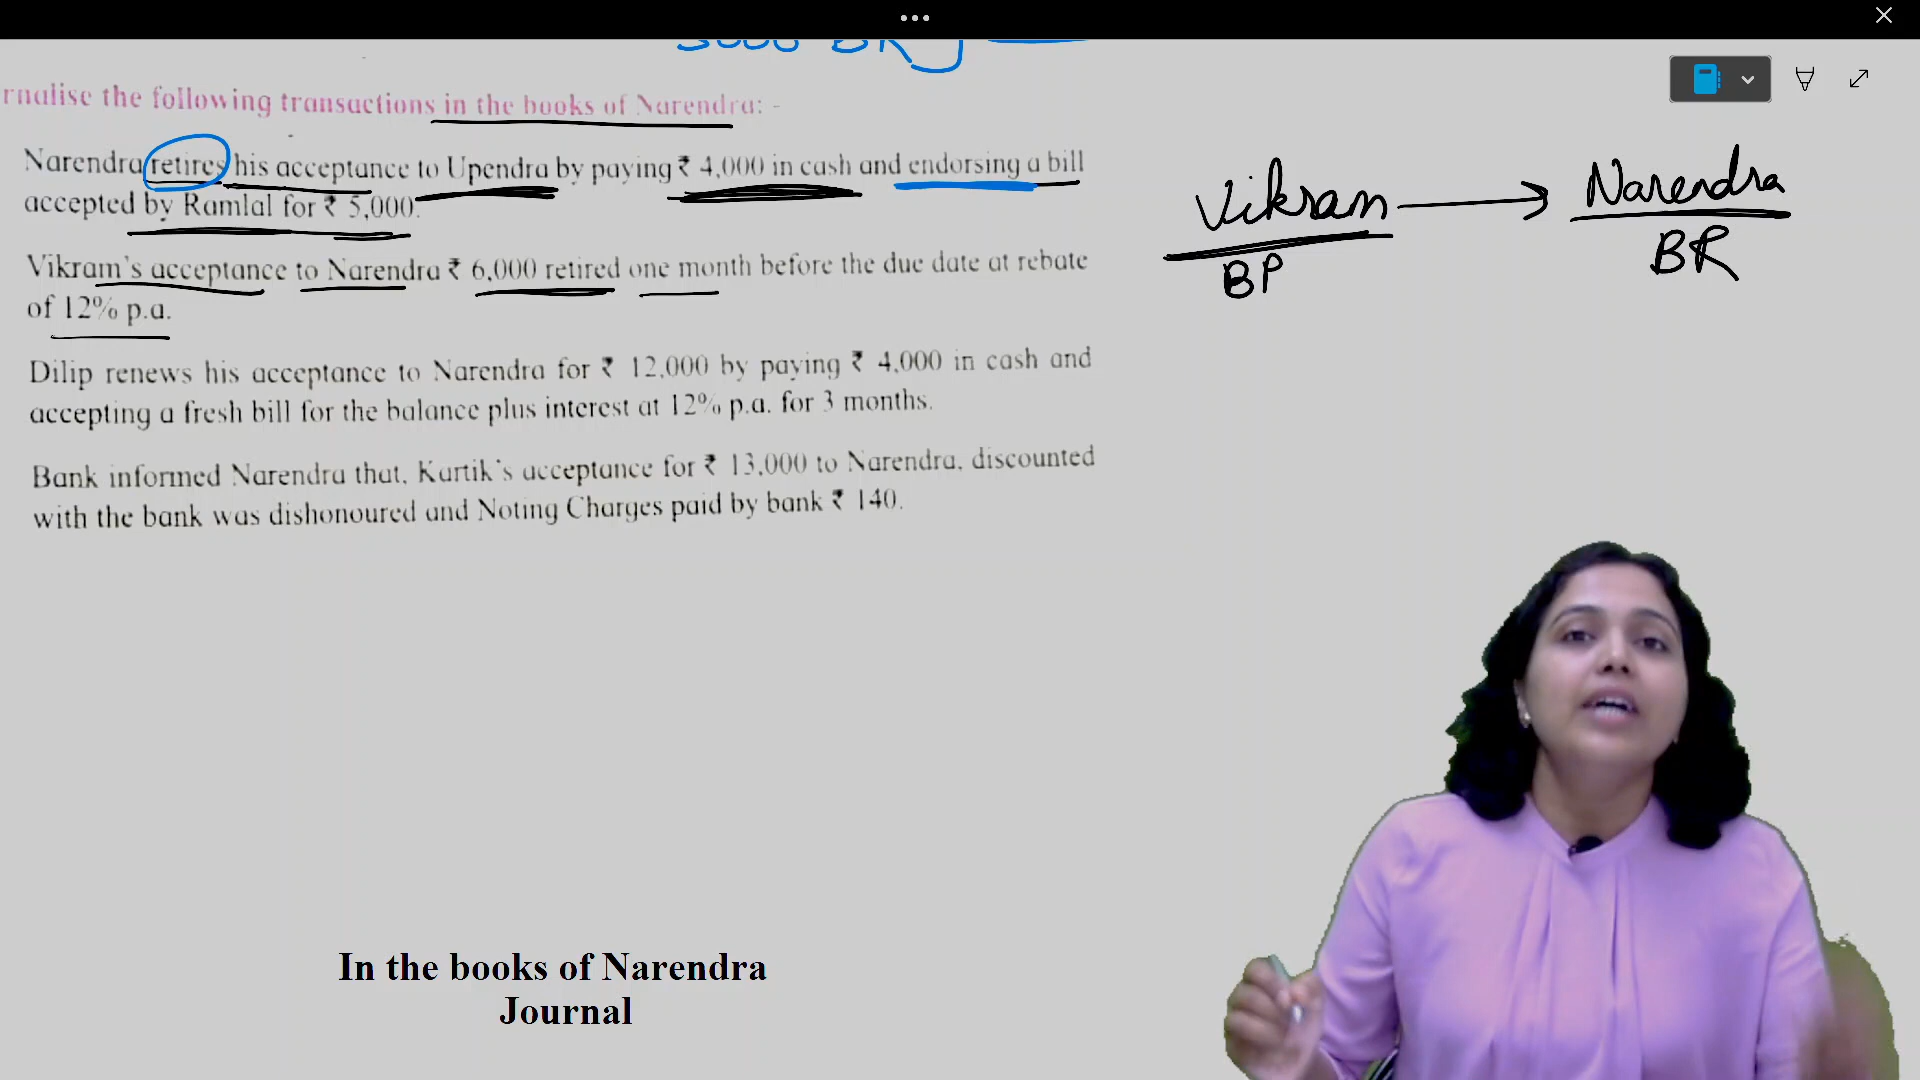 rnalise the following transactions in the books of Narendra: -
Narendra retires his acceptance to Upendra by paying ₹ 4,000 in cash and endorsing a bill
accepted by Ramlal for ₹ 5,000.
Vikram's acceptance to Narendra ₹ 6,000 retired one month before the due date at rebate
of 12% p.a.
Dilip renews his acceptance to Narendra for ₹ 12,000 by paying ₹ 4,000 in cash and
accepting a fresh bill for the balance plus interest at 12% p.a. for 3 months.
Bank informed Narendra that, Kartik's acceptance for ₹ 13,000 to Narendra, discounted
with the bank was dishonoured and Noting Charges paid by bank ₹ 140.
Vikram Narendra
BP BR
In the books of Narendra
Journal